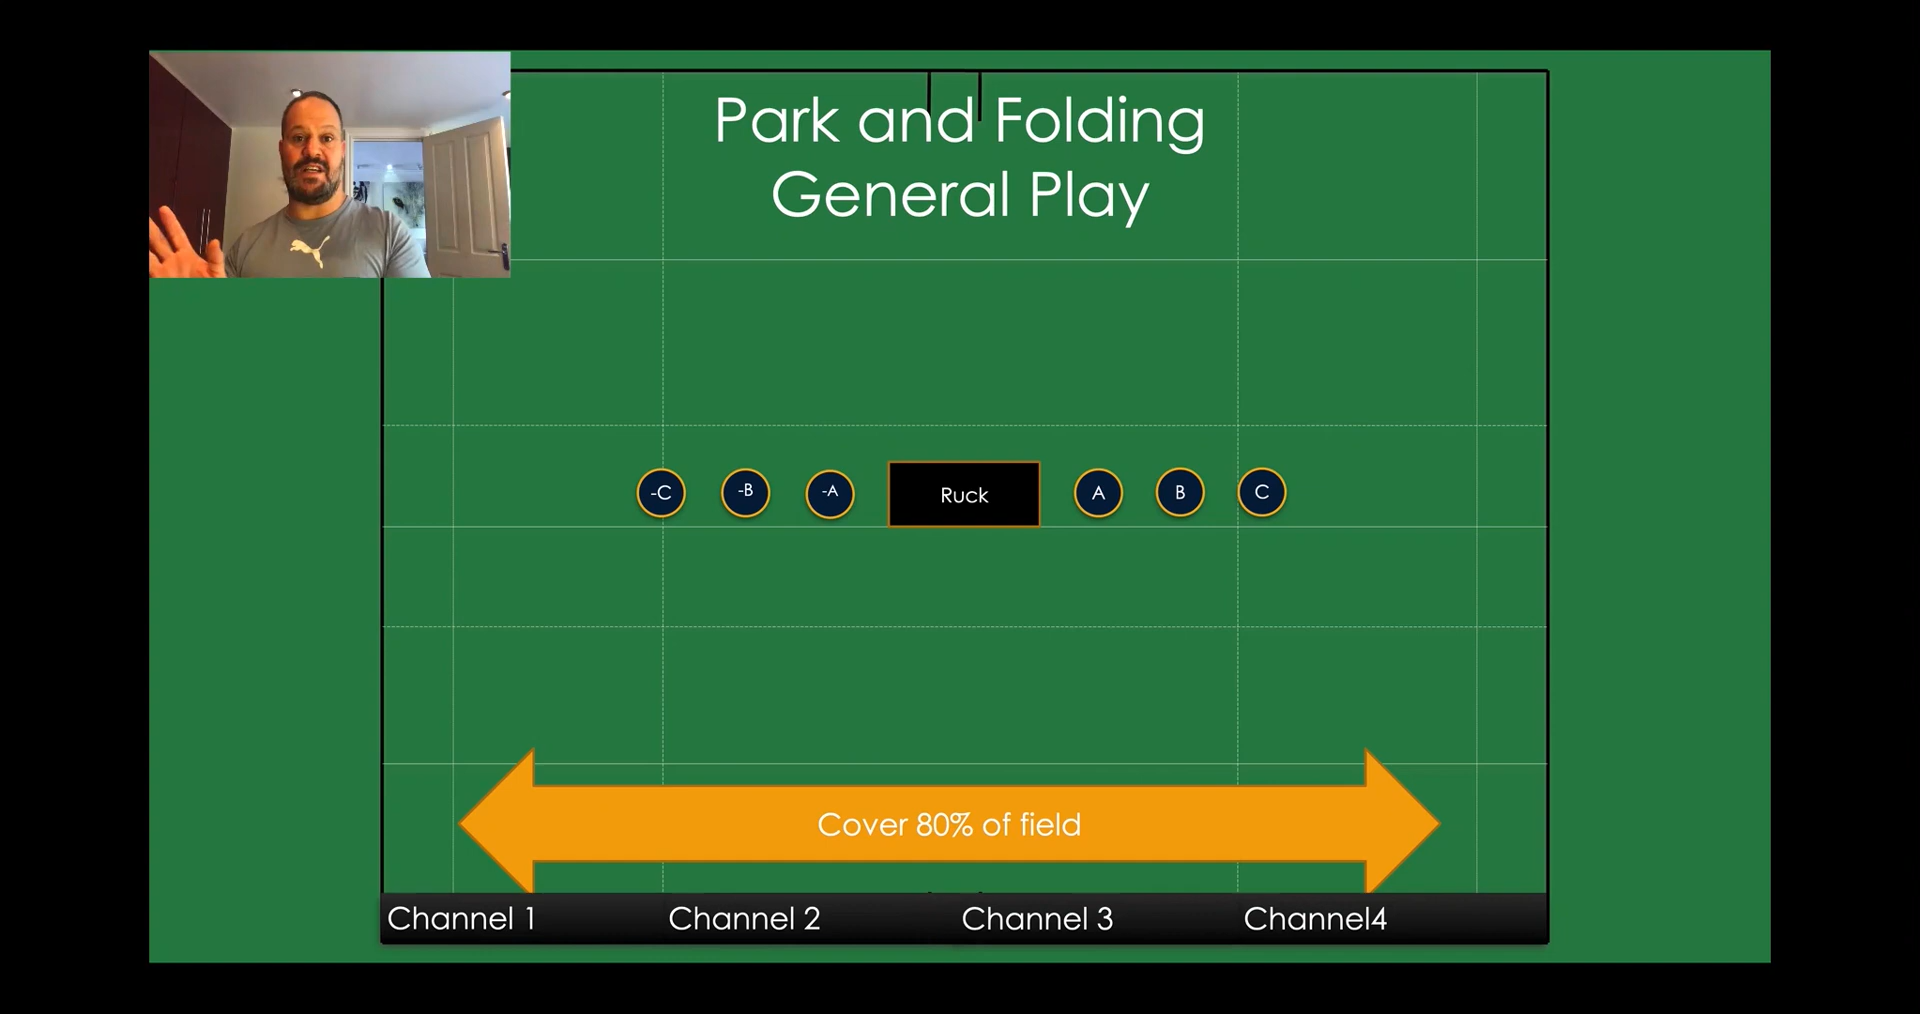 Park and Folding
General Play
-C
-B
-A
Ruck
A
B
C
Cover 80% of field
Channel 1
Channel 2
Channel 3
Channel4